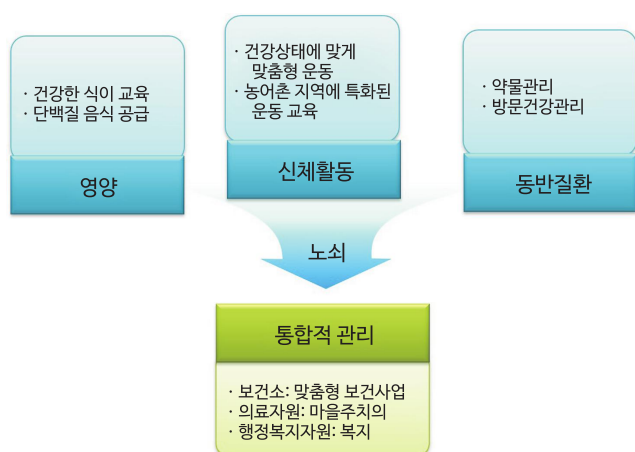 · 건강한 식이 교육
· 단백질 음식 공급
영양
· 건강상태에 맞게
맞춤형 운동
· 농어촌 지역에 특화된
운동 교육
신체활동
· 약물관리
· 방문건강관리
동반질환
노쇠
통합적 관리
· 보건소: 맞춤형 보건사업
· 의료자원: 마을주치의
· 행정복지자원: 복지